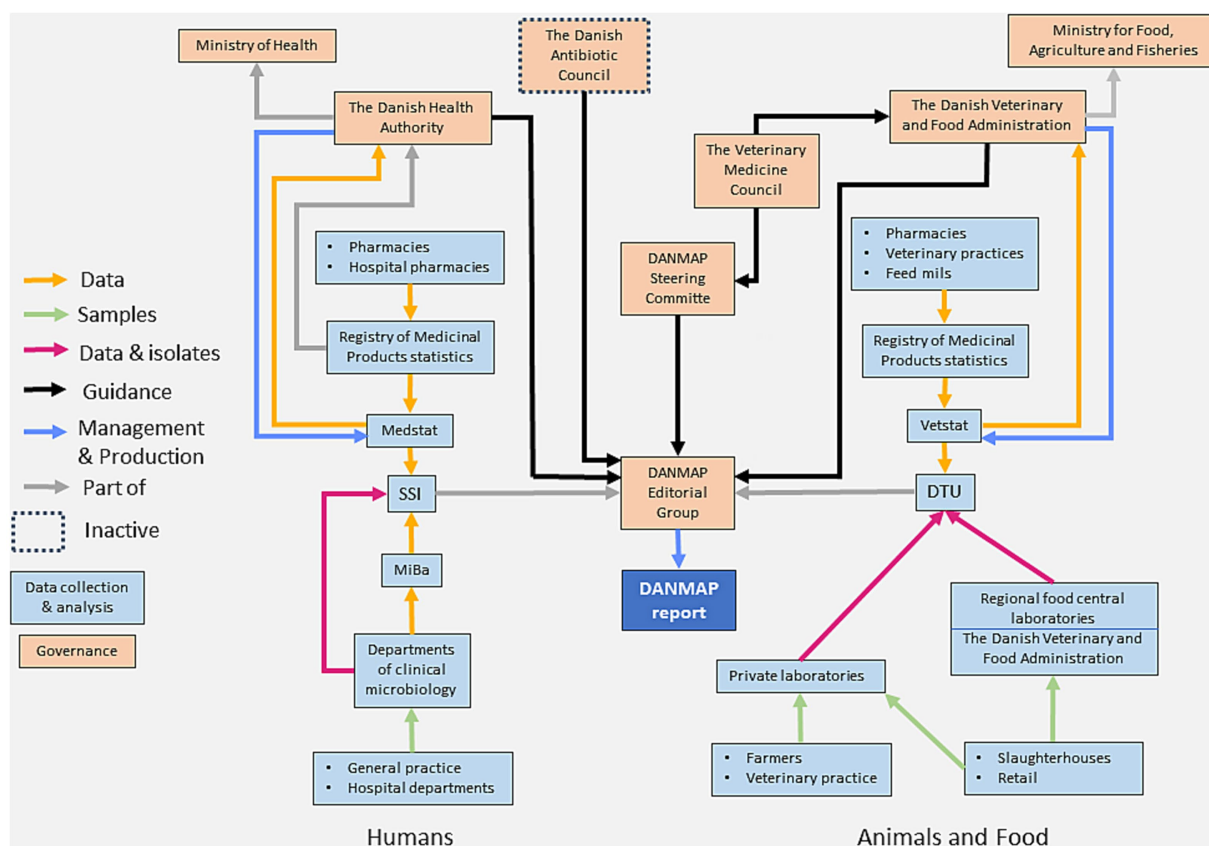 Ministry of Health
The Danish
Antibiotic
Council
Ministry for Food,
Agriculture and Fisheries
The Danish Health
Authority
The Danish Veterinary
and Food Administration
The Veterinary
Medicine
Council
• Pharmacies
• Hospital pharmacies
DANMAP
Steering
Committe
• Pharmacies
• Veterinary practices
• Feed mils
Data
Samples
Data & isolates
Guidance
Management
& Production
Part of
Inactive
Data collection
& analysis
Governance
Registry of Medicinal
Products statistics
Registry of Medicinal
Products statistics
Medstat
Vetstat
SSI
DANMAP
Editorial
Group
DTU
MiBa
DANMAP
report
Regional food central
laboratories
The Danish Veterinary and
Food Administration
Departments
of clinical
microbiology
Private laboratories
• General practice
• Hospital departments
• Farmers
• Veterinary practice
• Slaughterhouses
• Retail
Humans
Animals and Food